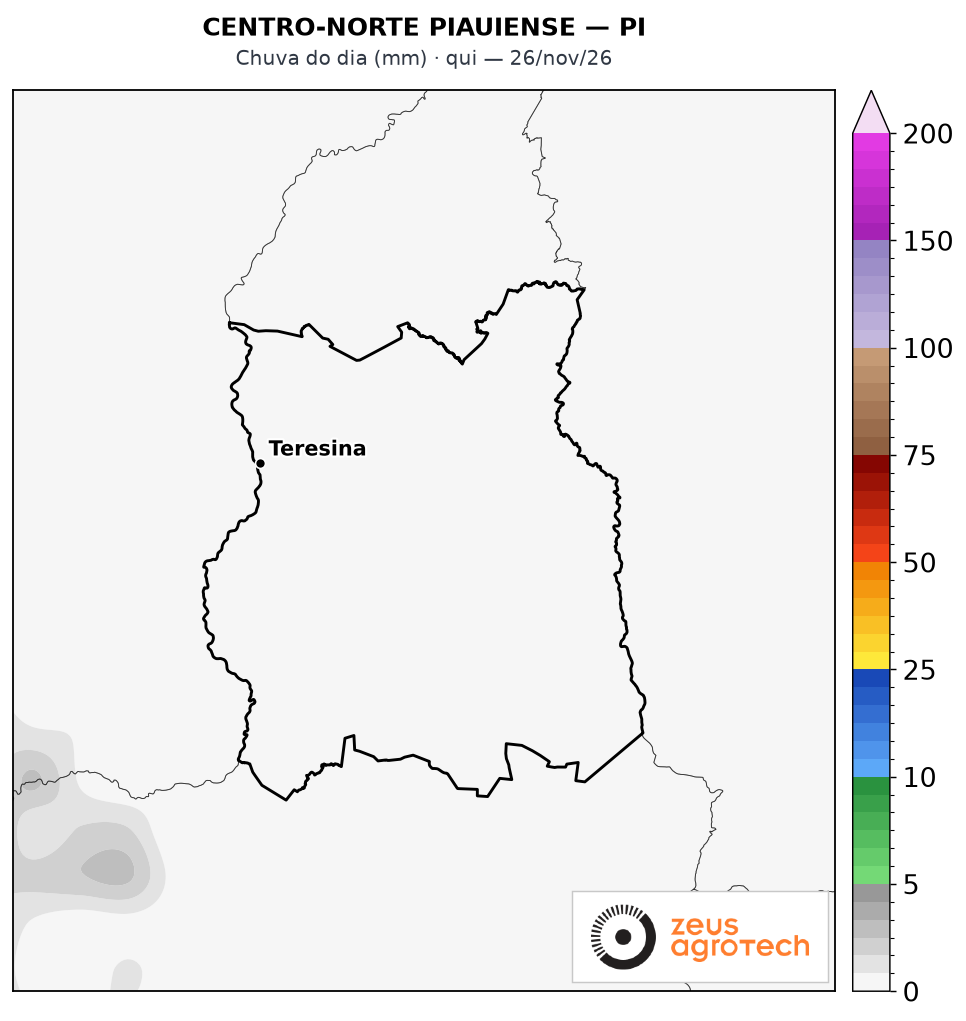 CENTRO-NORTE PIAUIENSE — PI
Chuva do dia (mm) · qui — 26/nov/26
200
150
100
75
50
25
10
5
0
Teresina
zeus
agrotech